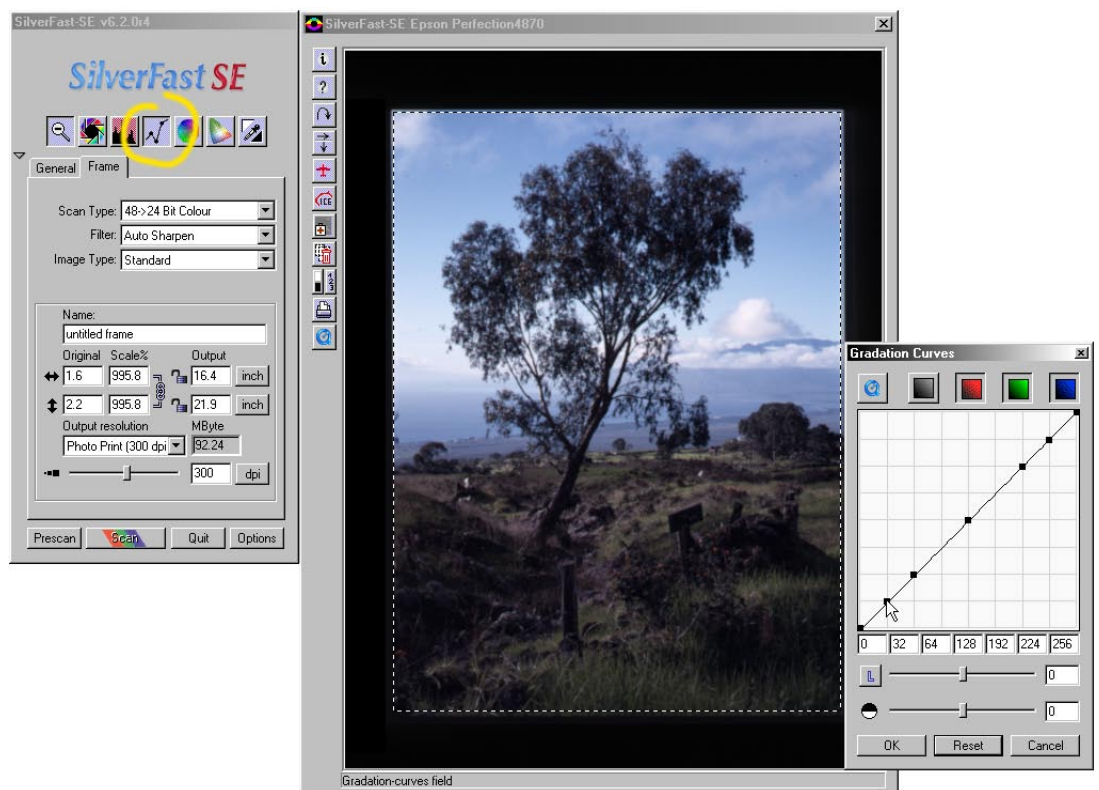 SilverFast-SE v6.2.0r4
SilverFast SE
General Frame
Scan Type: 48->24 Bit Colour
Filter: Auto Sharpen
Image Type: Standard
Name:
untitled frame
Original Scale% Output
1.6 995.8 16.4 inch
2.2 995.8 21.9 inch
Output resolution MByte
Photo Print (300 dpi 92.24
300 dpi
Prescan Scan Quit Options
SilverFast-SE Epson Perfection4870
i
?
ICE
1
2
3
Gradation-curves field
Gradation Curves
0 32 64 128 192 224 256
L 0
0
OK Reset Cancel